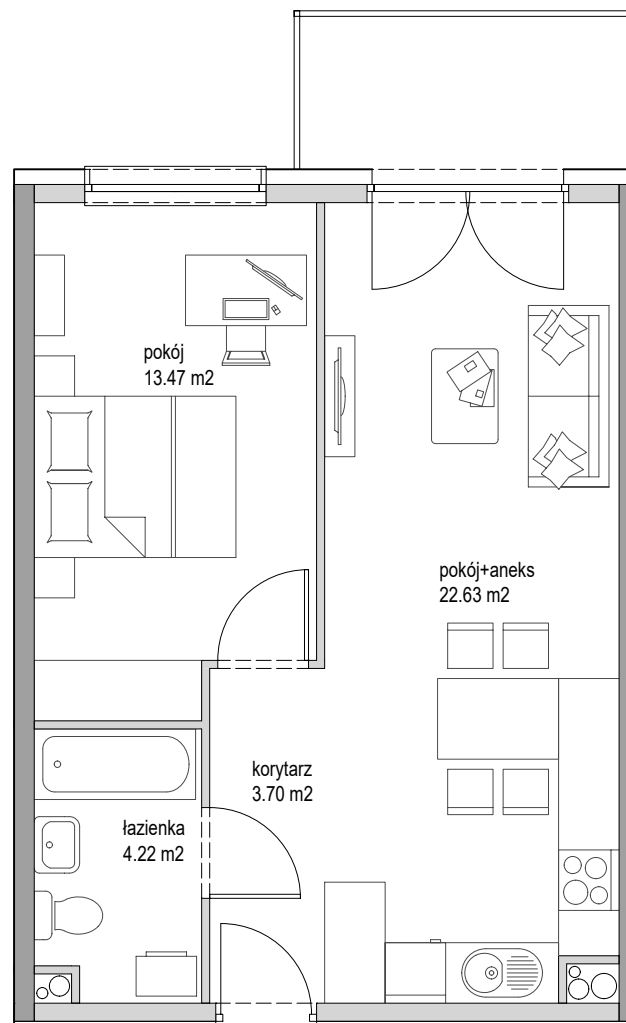 pokój
13.47 m2
pokój+aneks
22.63 m2
korytarz
3.70 m2
łazienka
4.22 m2